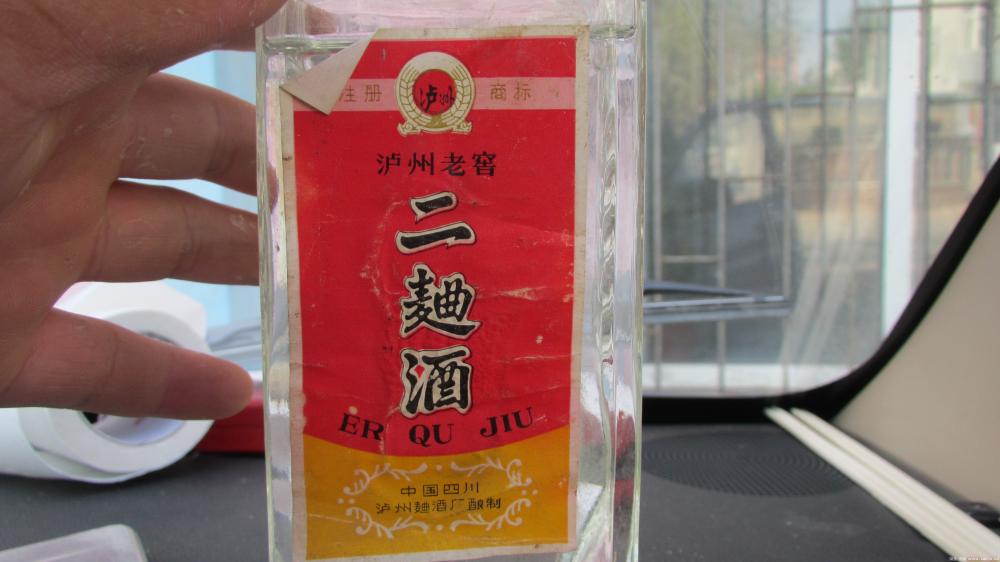 注册 商标
泸州
泸州老窖
二麯酒
ER QU JIU
中国四川
泸州麯酒厂酿制